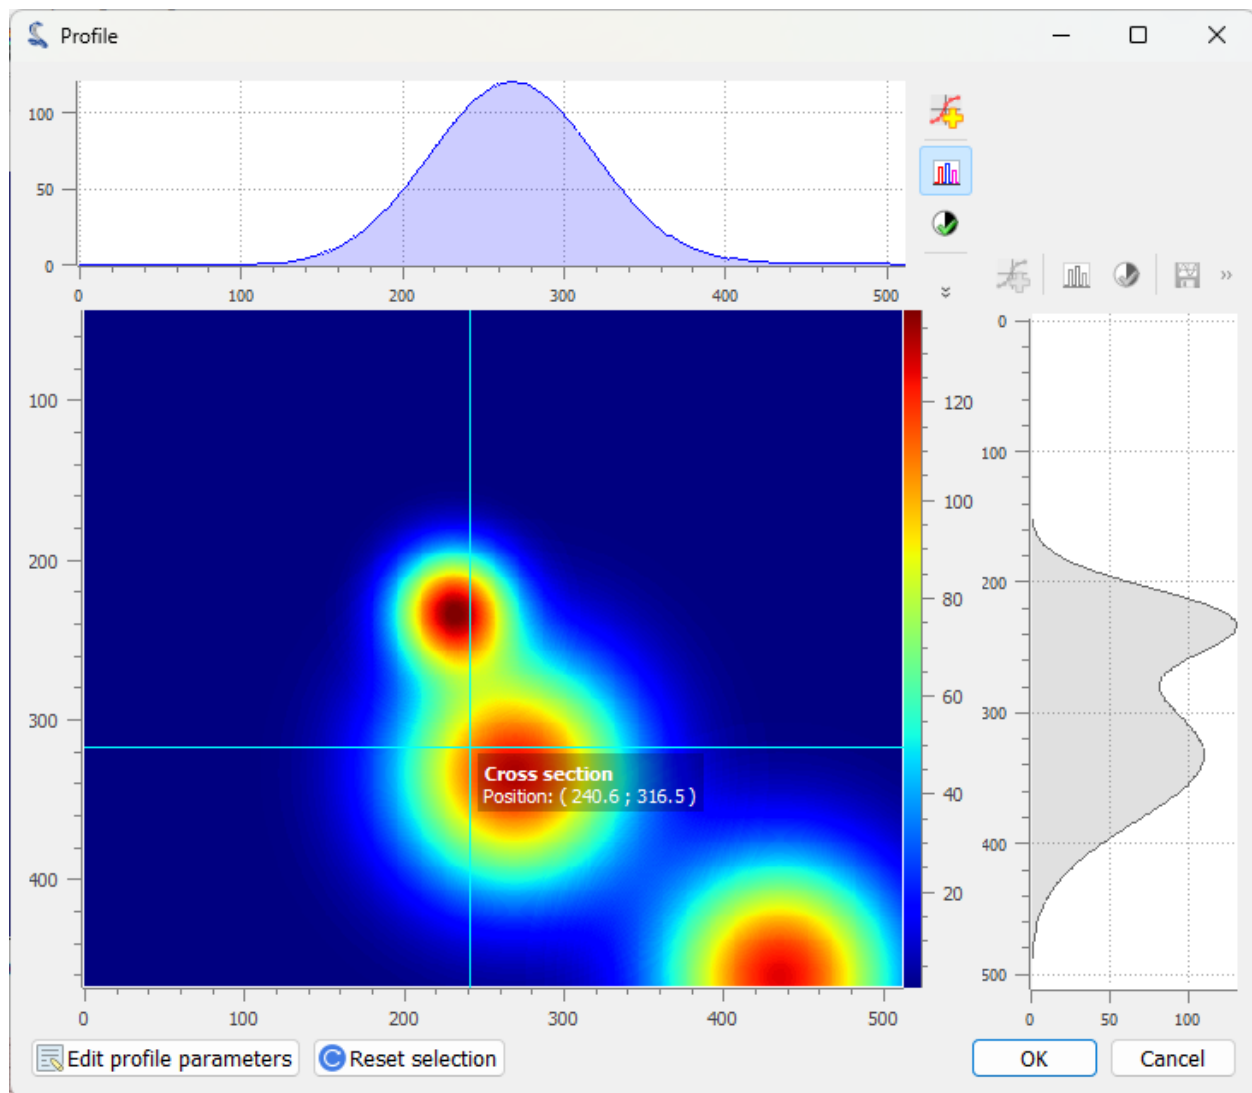 Profile
100
50
0
0 100 200 300 400 500
100
200
300
400
0 100 200 300 400 500
120
100
80
60
40
20
Cross section
Position: ( 240.6 ; 316.5 )
»
0
100
200
300
400
500
0 50 100
Edit profile parameters
Reset selection
OK
Cancel